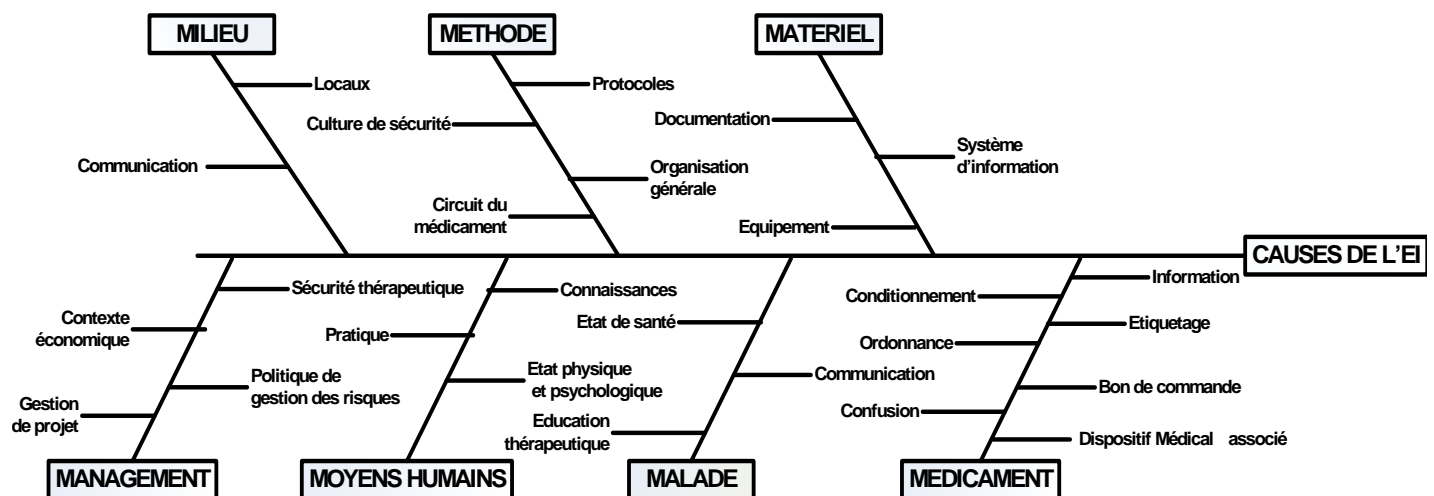 MILIEU
METHODE
MATERIEL
Locaux
Communication
Protocoles
Culture de sécurité
Organisation
générale
Circuit du
médicament
Documentation
Système
d'information
Equipement
CAUSES DE L'EI
Sécurité thérapeutique
Contexte
économique
Politique de
gestion des risques
Gestion
de projet
Connaissances
Pratique
Etat physique
et psychologique
Etat de santé
Communication
Education
thérapeutique
Information
Conditionnement
Etiquetage
Ordonnance
Bon de commande
Confusion
Dispositif Médical associé
MANAGEMENT
MOYENS HUMAINS
MALADE
MEDICAMENT